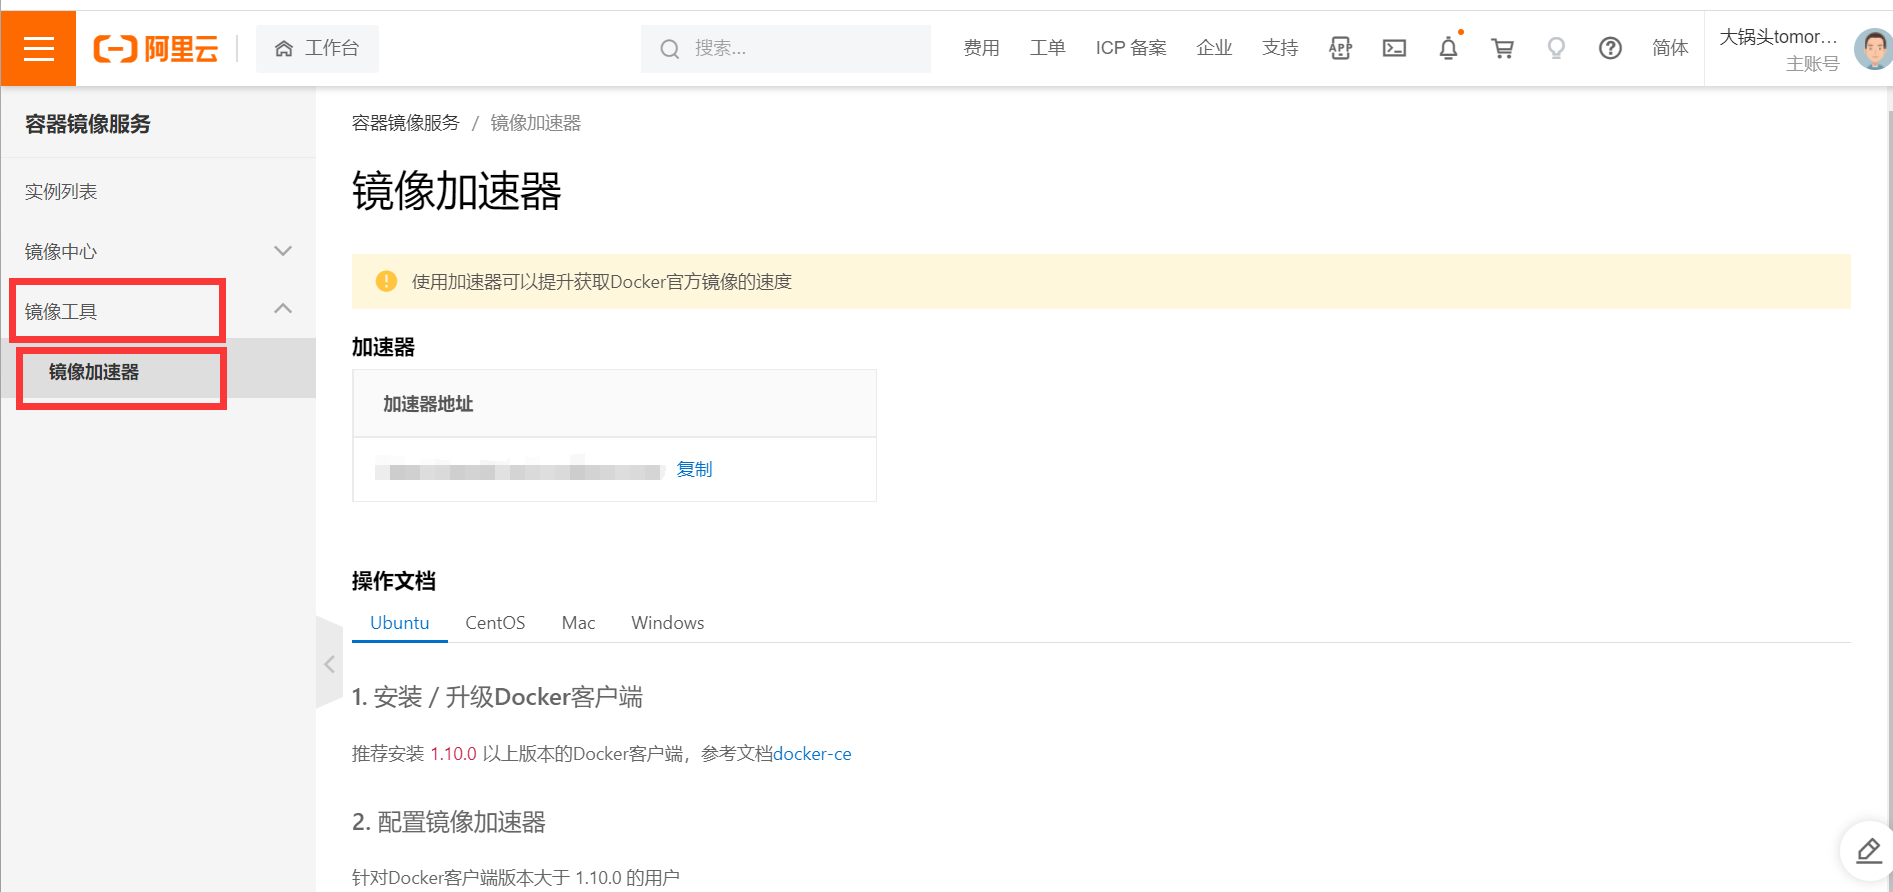 阿里云
工作台
搜索...
费用
工单
ICP 备案
企业
支持
APP
简体
大锅头tomor...
主账号
容器镜像服务
实例列表
镜像中心
镜像工具
镜像加速器
容器镜像服务 / 镜像加速器
镜像加速器
使用加速器可以提升获取Docker官方镜像的速度
加速器
加速器地址
复制
操作文档
Ubuntu
CentOS
Mac
Windows
1. 安装 / 升级Docker客户端
推荐安装 1.10.0 以上版本的Docker客户端，参考文档docker-ce
2. 配置镜像加速器
针对Docker客户端版本大于 1.10.0 的用户